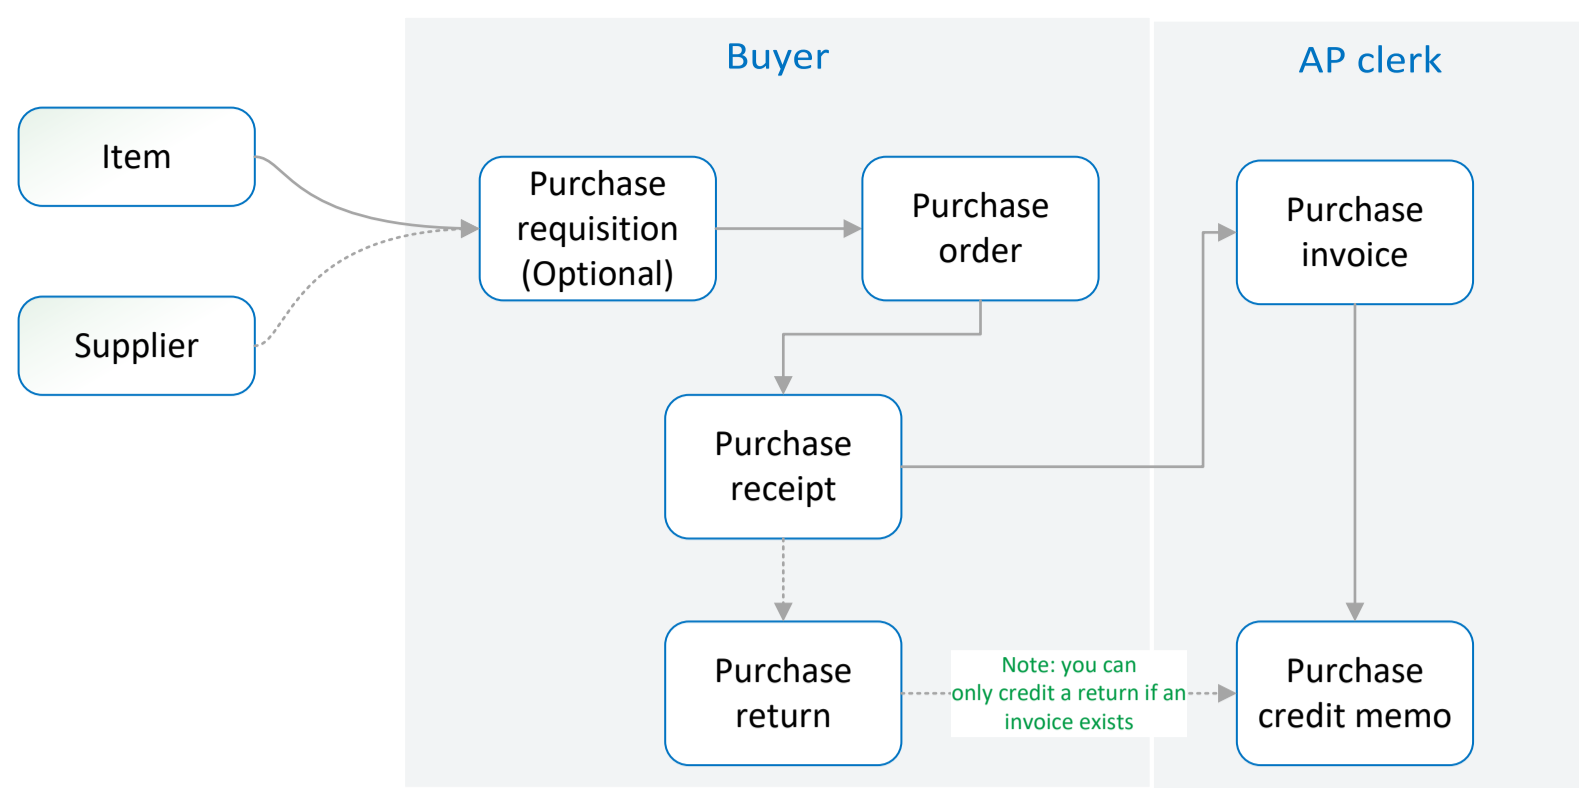 Buyer
AP clerk
Item
Supplier
Purchase
requisition
(Optional)
Purchase
order
Purchase
invoice
Purchase
receipt
Purchase
return
Note: you can
only credit a return if an
invoice exists
Purchase
credit memo